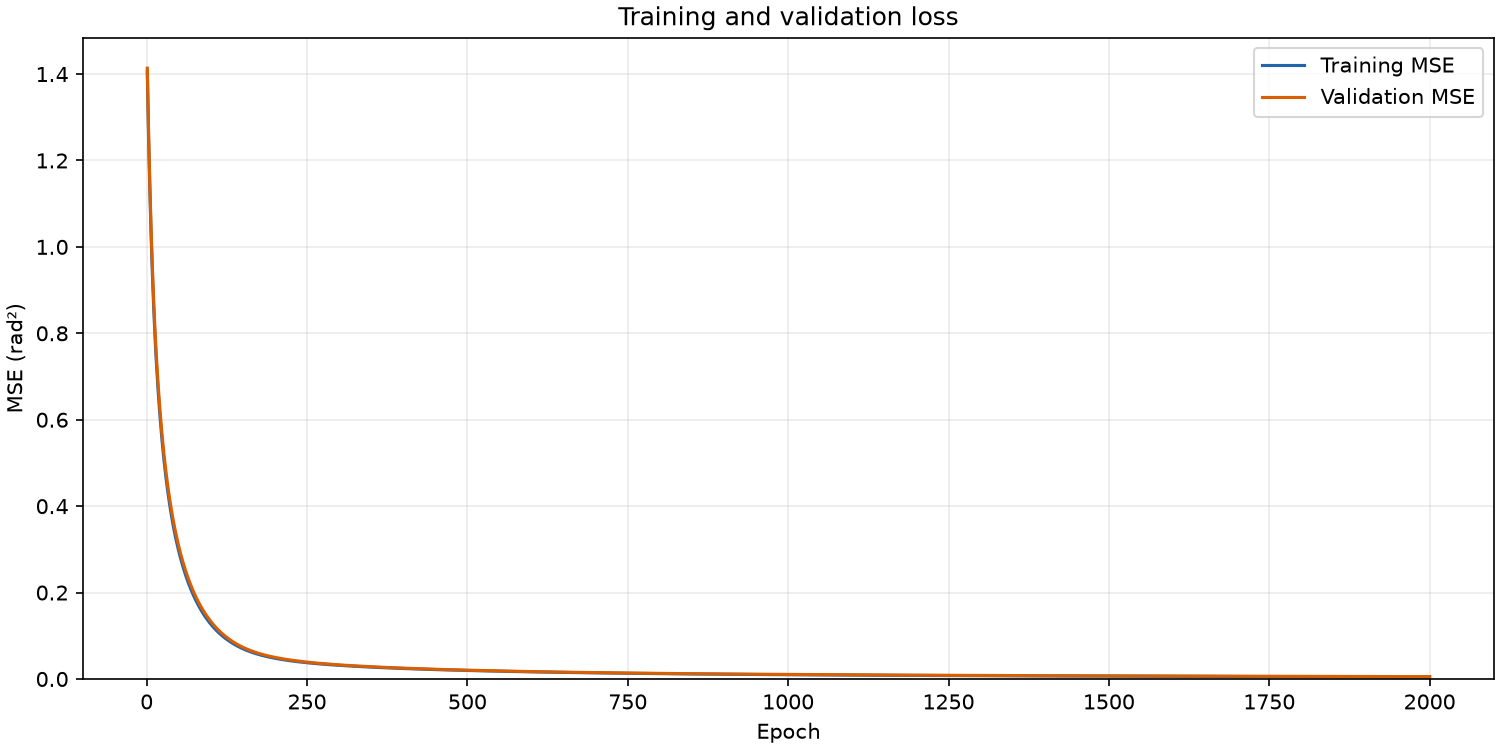 Training and validation loss
Training MSE
Validation MSE
MSE (rad²)
1.4
1.2
1.0
0.8
0.6
0.4
0.2
0.0
0 250 500 750 1000 1250 1500 1750 2000
Epoch